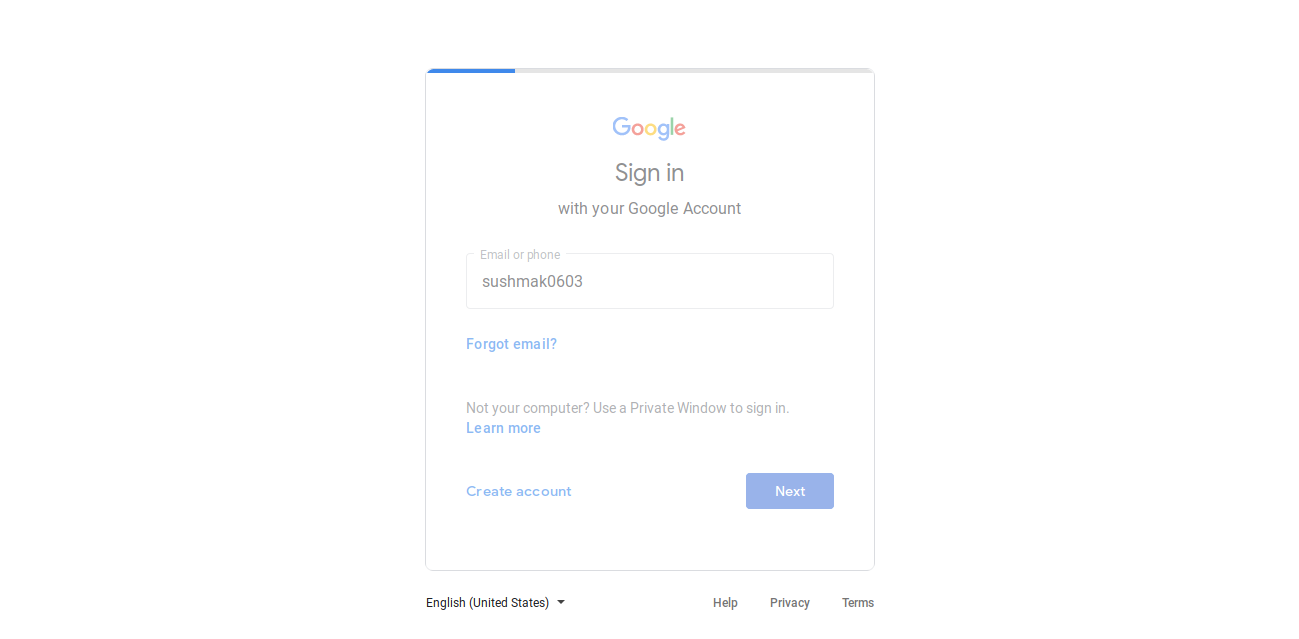 Google
Sign in
with your Google Account
Email or phone
sushmak0603
Forgot email?
Not your computer? Use a Private Window to sign in.
Learn more
Create account
Next
English (United States)
Help
Privacy
Terms